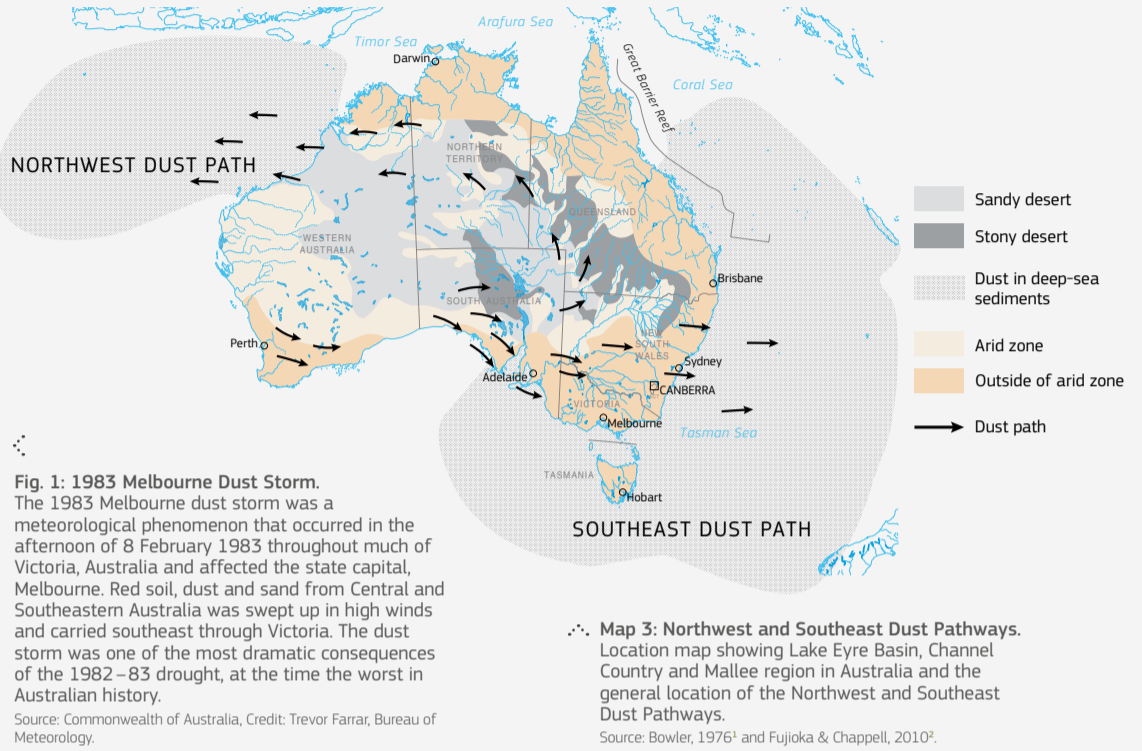 Arafura Sea
Timor Sea
Darwin
Great Barrier Reef
Coral Sea
NORTHWEST DUST PATH
NORTHERN
TERRITORY
QUEENSLAND
WESTERN
AUSTRALIA
SOUTH AUSTRALIA
Brisbane
Perth
NEW
SOUTH
WALES
Sydney
Adelaide
CANBERRA
VICTORIA
Melbourne
Tasman Sea
TASMANIA
Hobart
SOUTHEAST DUST PATH
Sandy desert
Stony desert
Dust in deep-sea
sediments
Arid zone
Outside of arid zone
Dust path
Fig. 1: 1983 Melbourne Dust Storm.
The 1983 Melbourne dust storm was a
meteorological phenomenon that occurred in the
afternoon of 8 February 1983 throughout much of
Victoria, Australia and affected the state capital,
Melbourne. Red soil, dust and sand from Central and
Southeastern Australia was swept up in high winds
and carried southeast through Victoria. The dust
storm was one of the most dramatic consequences
of the 1982–83 drought, at the time the worst in
Australian history.
Source: Commonwealth of Australia, Credit: Trevor Farrar, Bureau of
Meteorology.
Map 3: Northwest and Southeast Dust Pathways.
Location map showing Lake Eyre Basin, Channel
Country and Mallee region in Australia and the
general location of the Northwest and Southeast
Dust Pathways.
Source: Bowler, 1976¹ and Fujioka & Chappell, 2010².